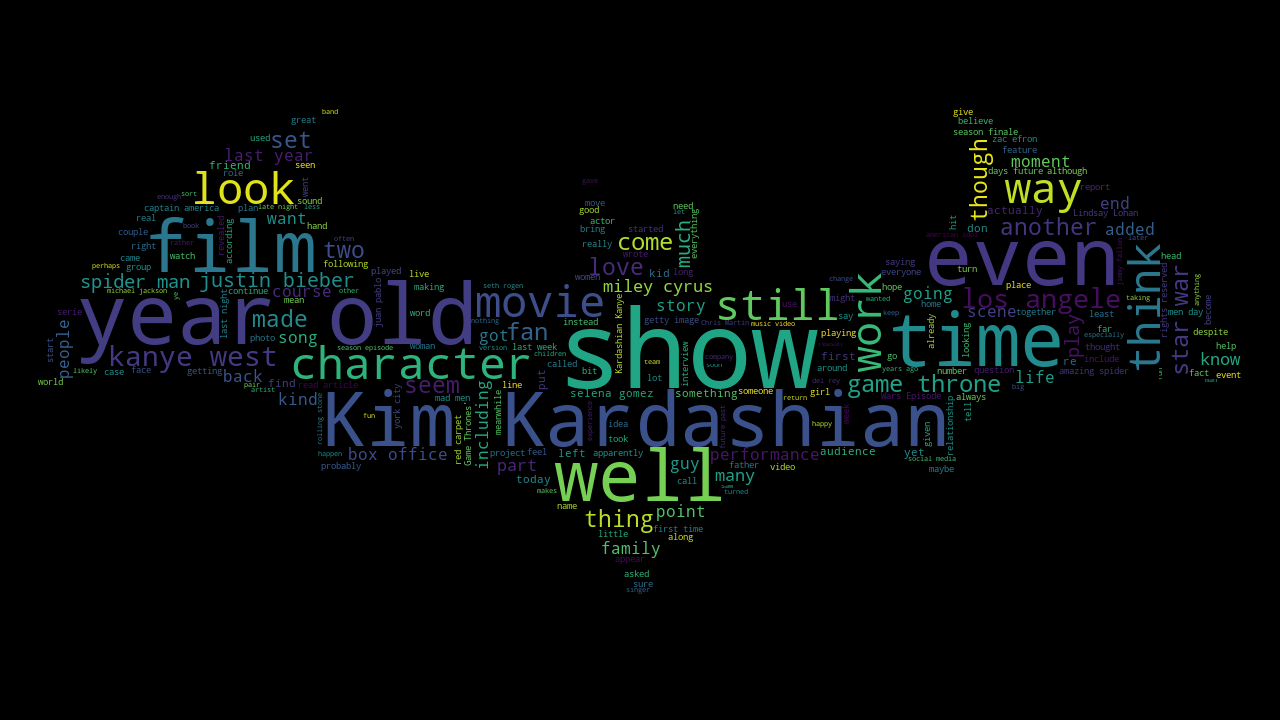 band
great
used
set
last year
friend
seen
role
look
went
enough
sort
sound
captain america
plan
late night
less
real
book
want
hand
revealed
according
film
couple
often
two
right
rather
watch
came
following
perhaps
group
spider man
justin bieber
played
live
year old
ye
michael jackson
continue
course
other
making
juan pablo
seth rogen
movie
mean
serie
last night
word
made
photo
song
nothing
got
fan
start
people
season episode
woman
version
last week
kanye west
character
likely
case
face
getting
back
find
pair
artist
read article
world
kind
seem
mad men
line
put
including
meanwhile
york city
rolling stone
fun
Kim Kardashian
red carpet
Game Thrones
happen
box office
probably
project
feel
part
today
makes
gave
move
good
actor
bring
really
need
let
everything
much
started
come
wrote
love
kid
long
women
miley cyrus
story
still
use
change
might
wanted
keep
say
instead
getty image
Chris Martin
music video
Kardashian Kanye
show
playing
first
children
called
bit
team
interview
company
soon
around
lot
selena gomez
something
someone
return
girl
del rey
experience
idea
took
future past
happy
week
left
apparently
performance
audience
guy
father
video
well
call
many
turned
name
thing
point
little
first time
along
family
appear
asked
sure
singer
give
believe
season finale
zac efron
feature
though
moment
days future
although
way
report
actually
end
Lindsay Lohan
hit
don
another
added
american idol
later
even
saying
everyone
turn
think
head
hope
place
rights reserved
anything
work
going
los angele
taking
become
home
scene
together
play
star war
men day
least
already
looking
time
far
especially
despite
thought
help
go
years ago
number
question
re
include
know
game throne
life
amazing spider
fact
event
big
Wars Episode
always
tell
given
relationship
yet
social media
maybe